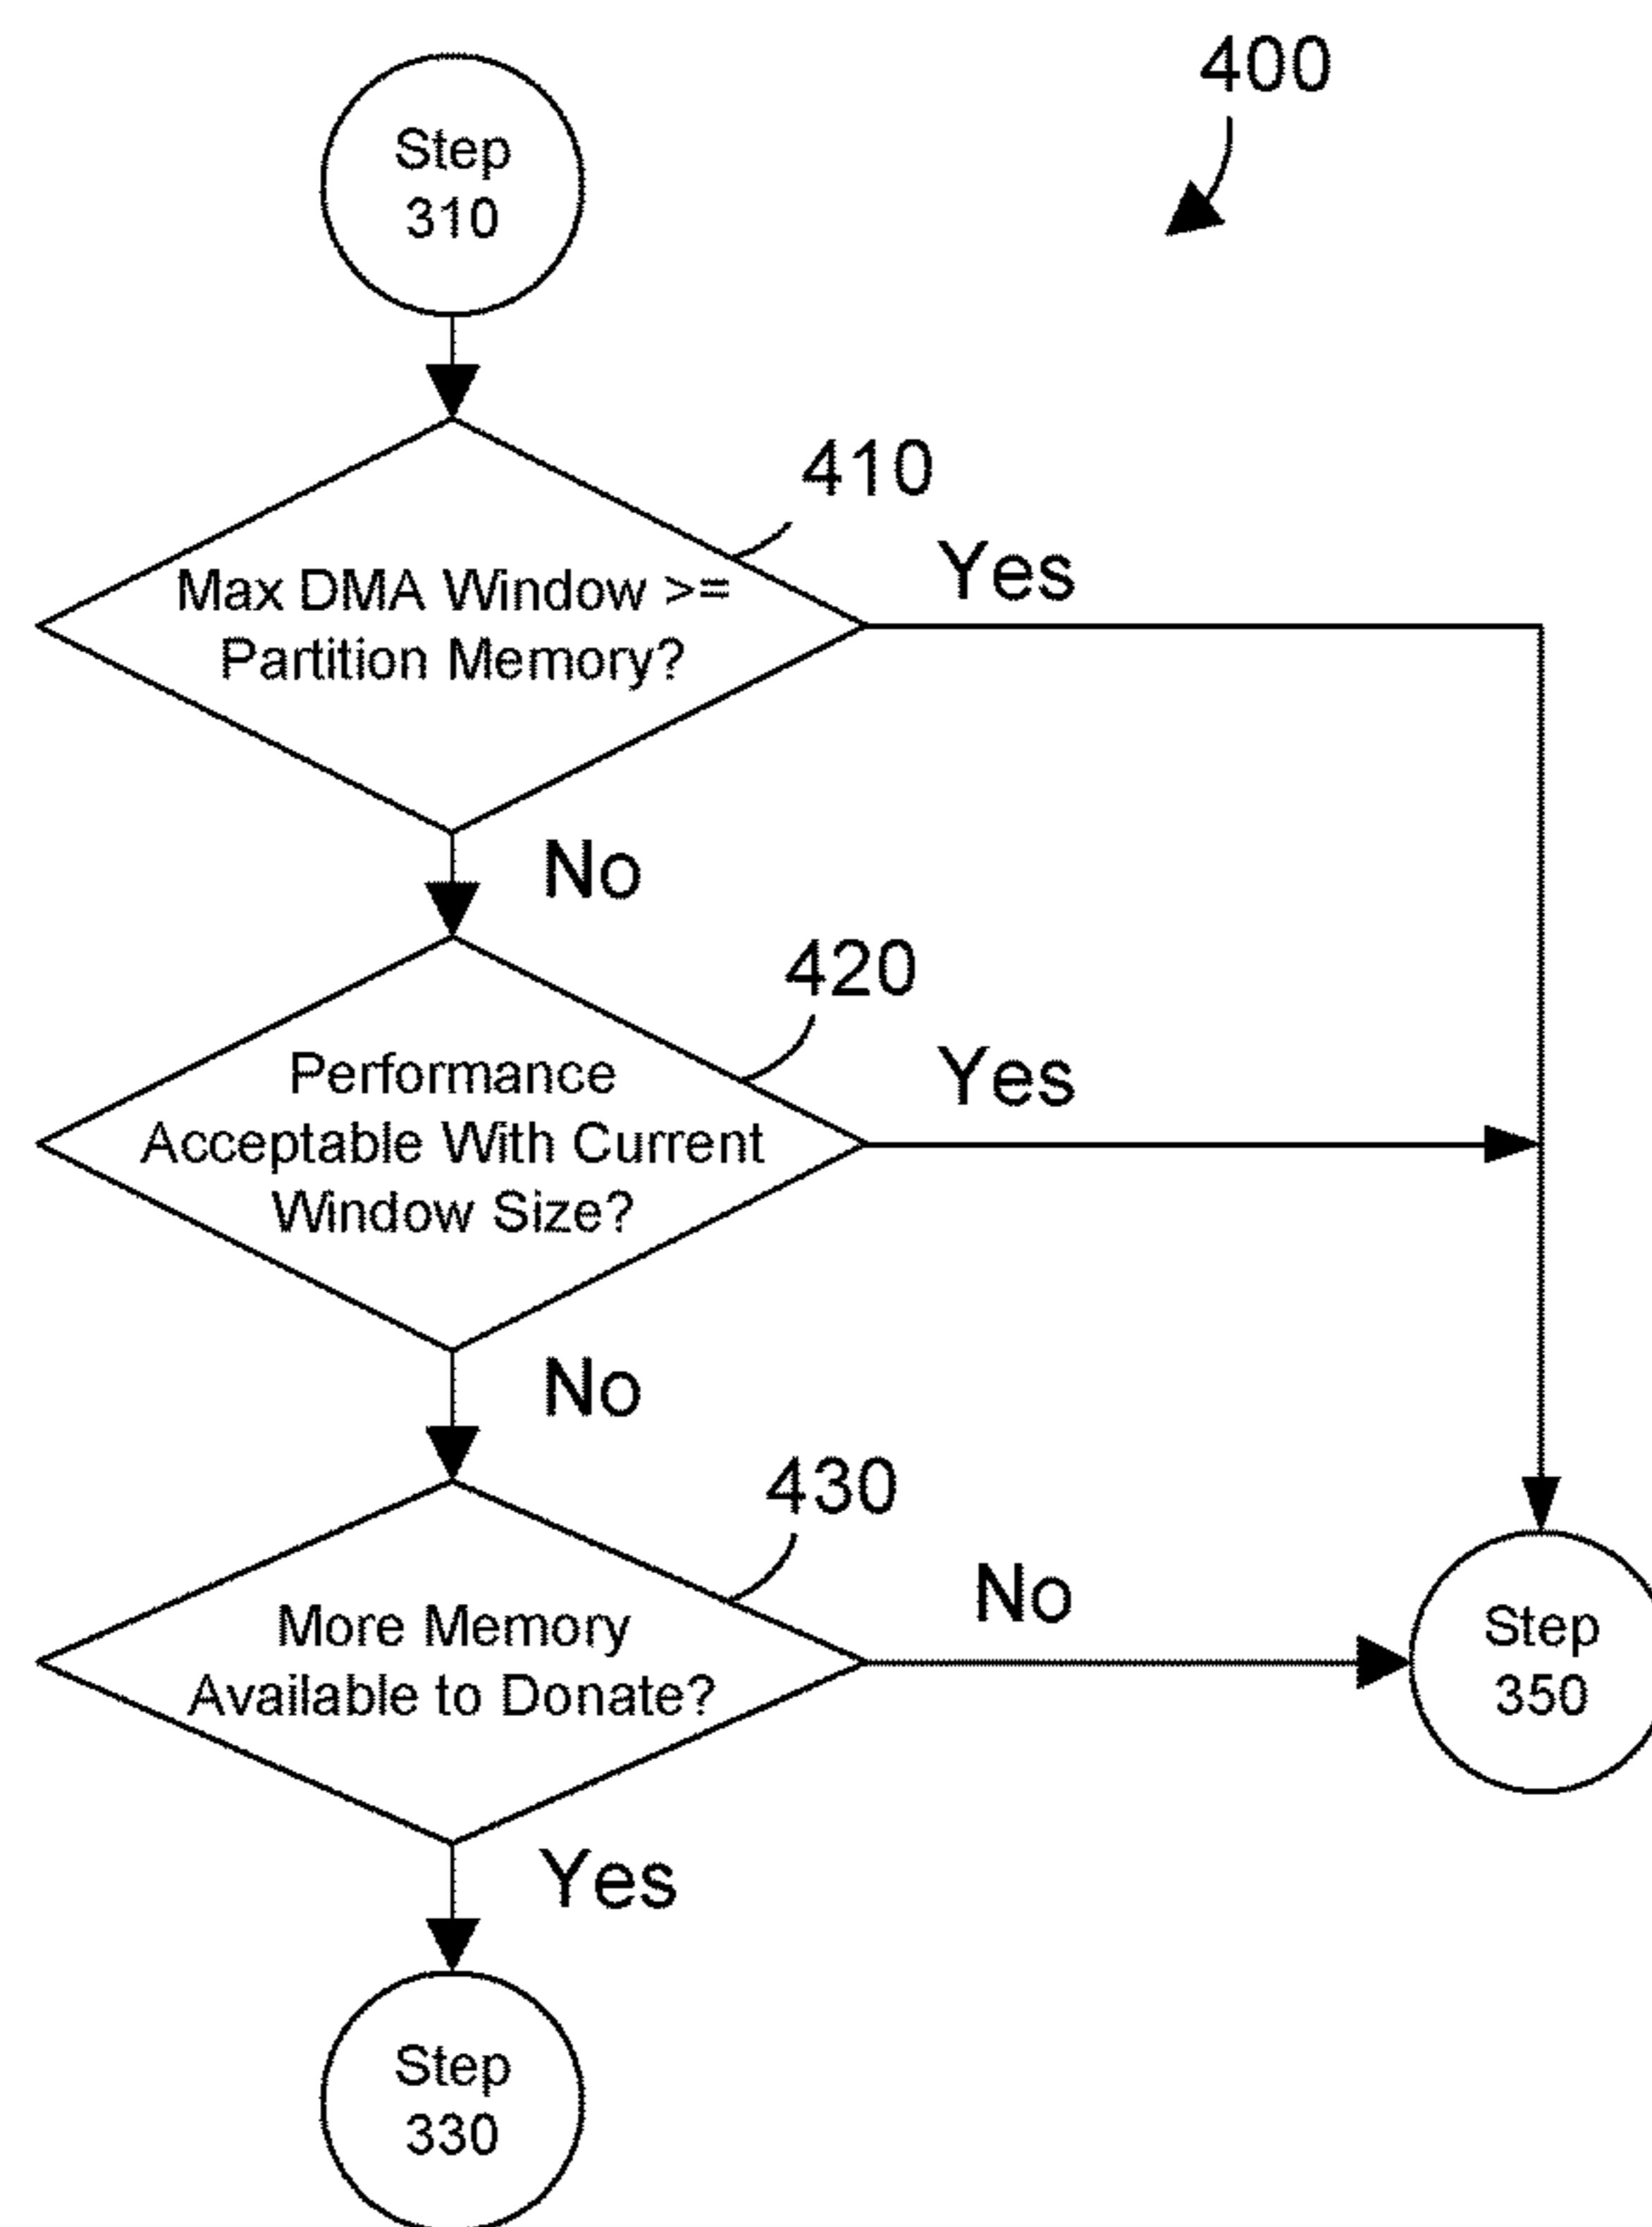 400
Step
310
410
Max DMA Window >=
Partition Memory?
Yes
No
420
Performance
Acceptable With Current
Window Size?
Yes
No
430
More Memory
Available to Donate?
No
Step
350
Yes
Step
330